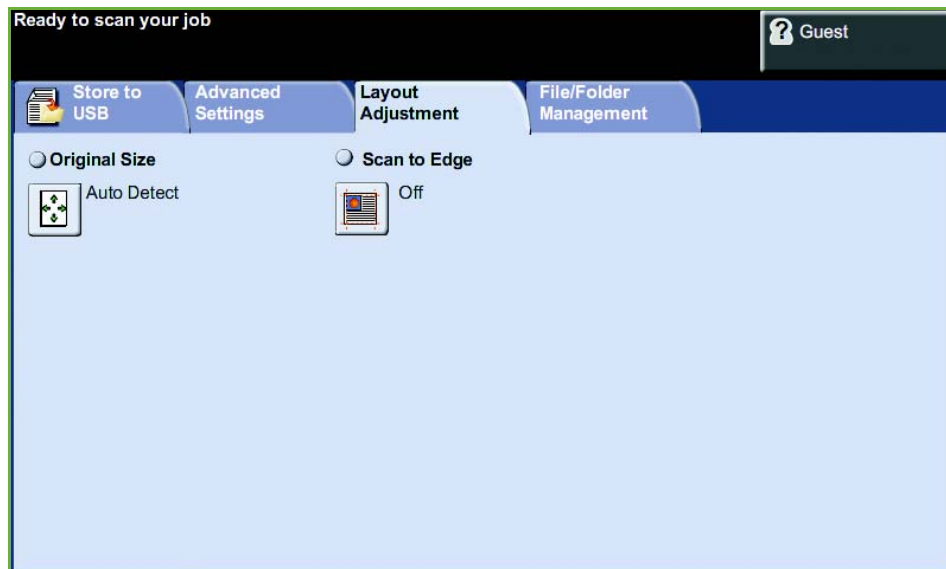 Ready to scan your job
Guest
Store to
USB
Advanced
Settings
Layout
Adjustment
File/Folder
Management
Original Size
Auto Detect
Scan to Edge
Off